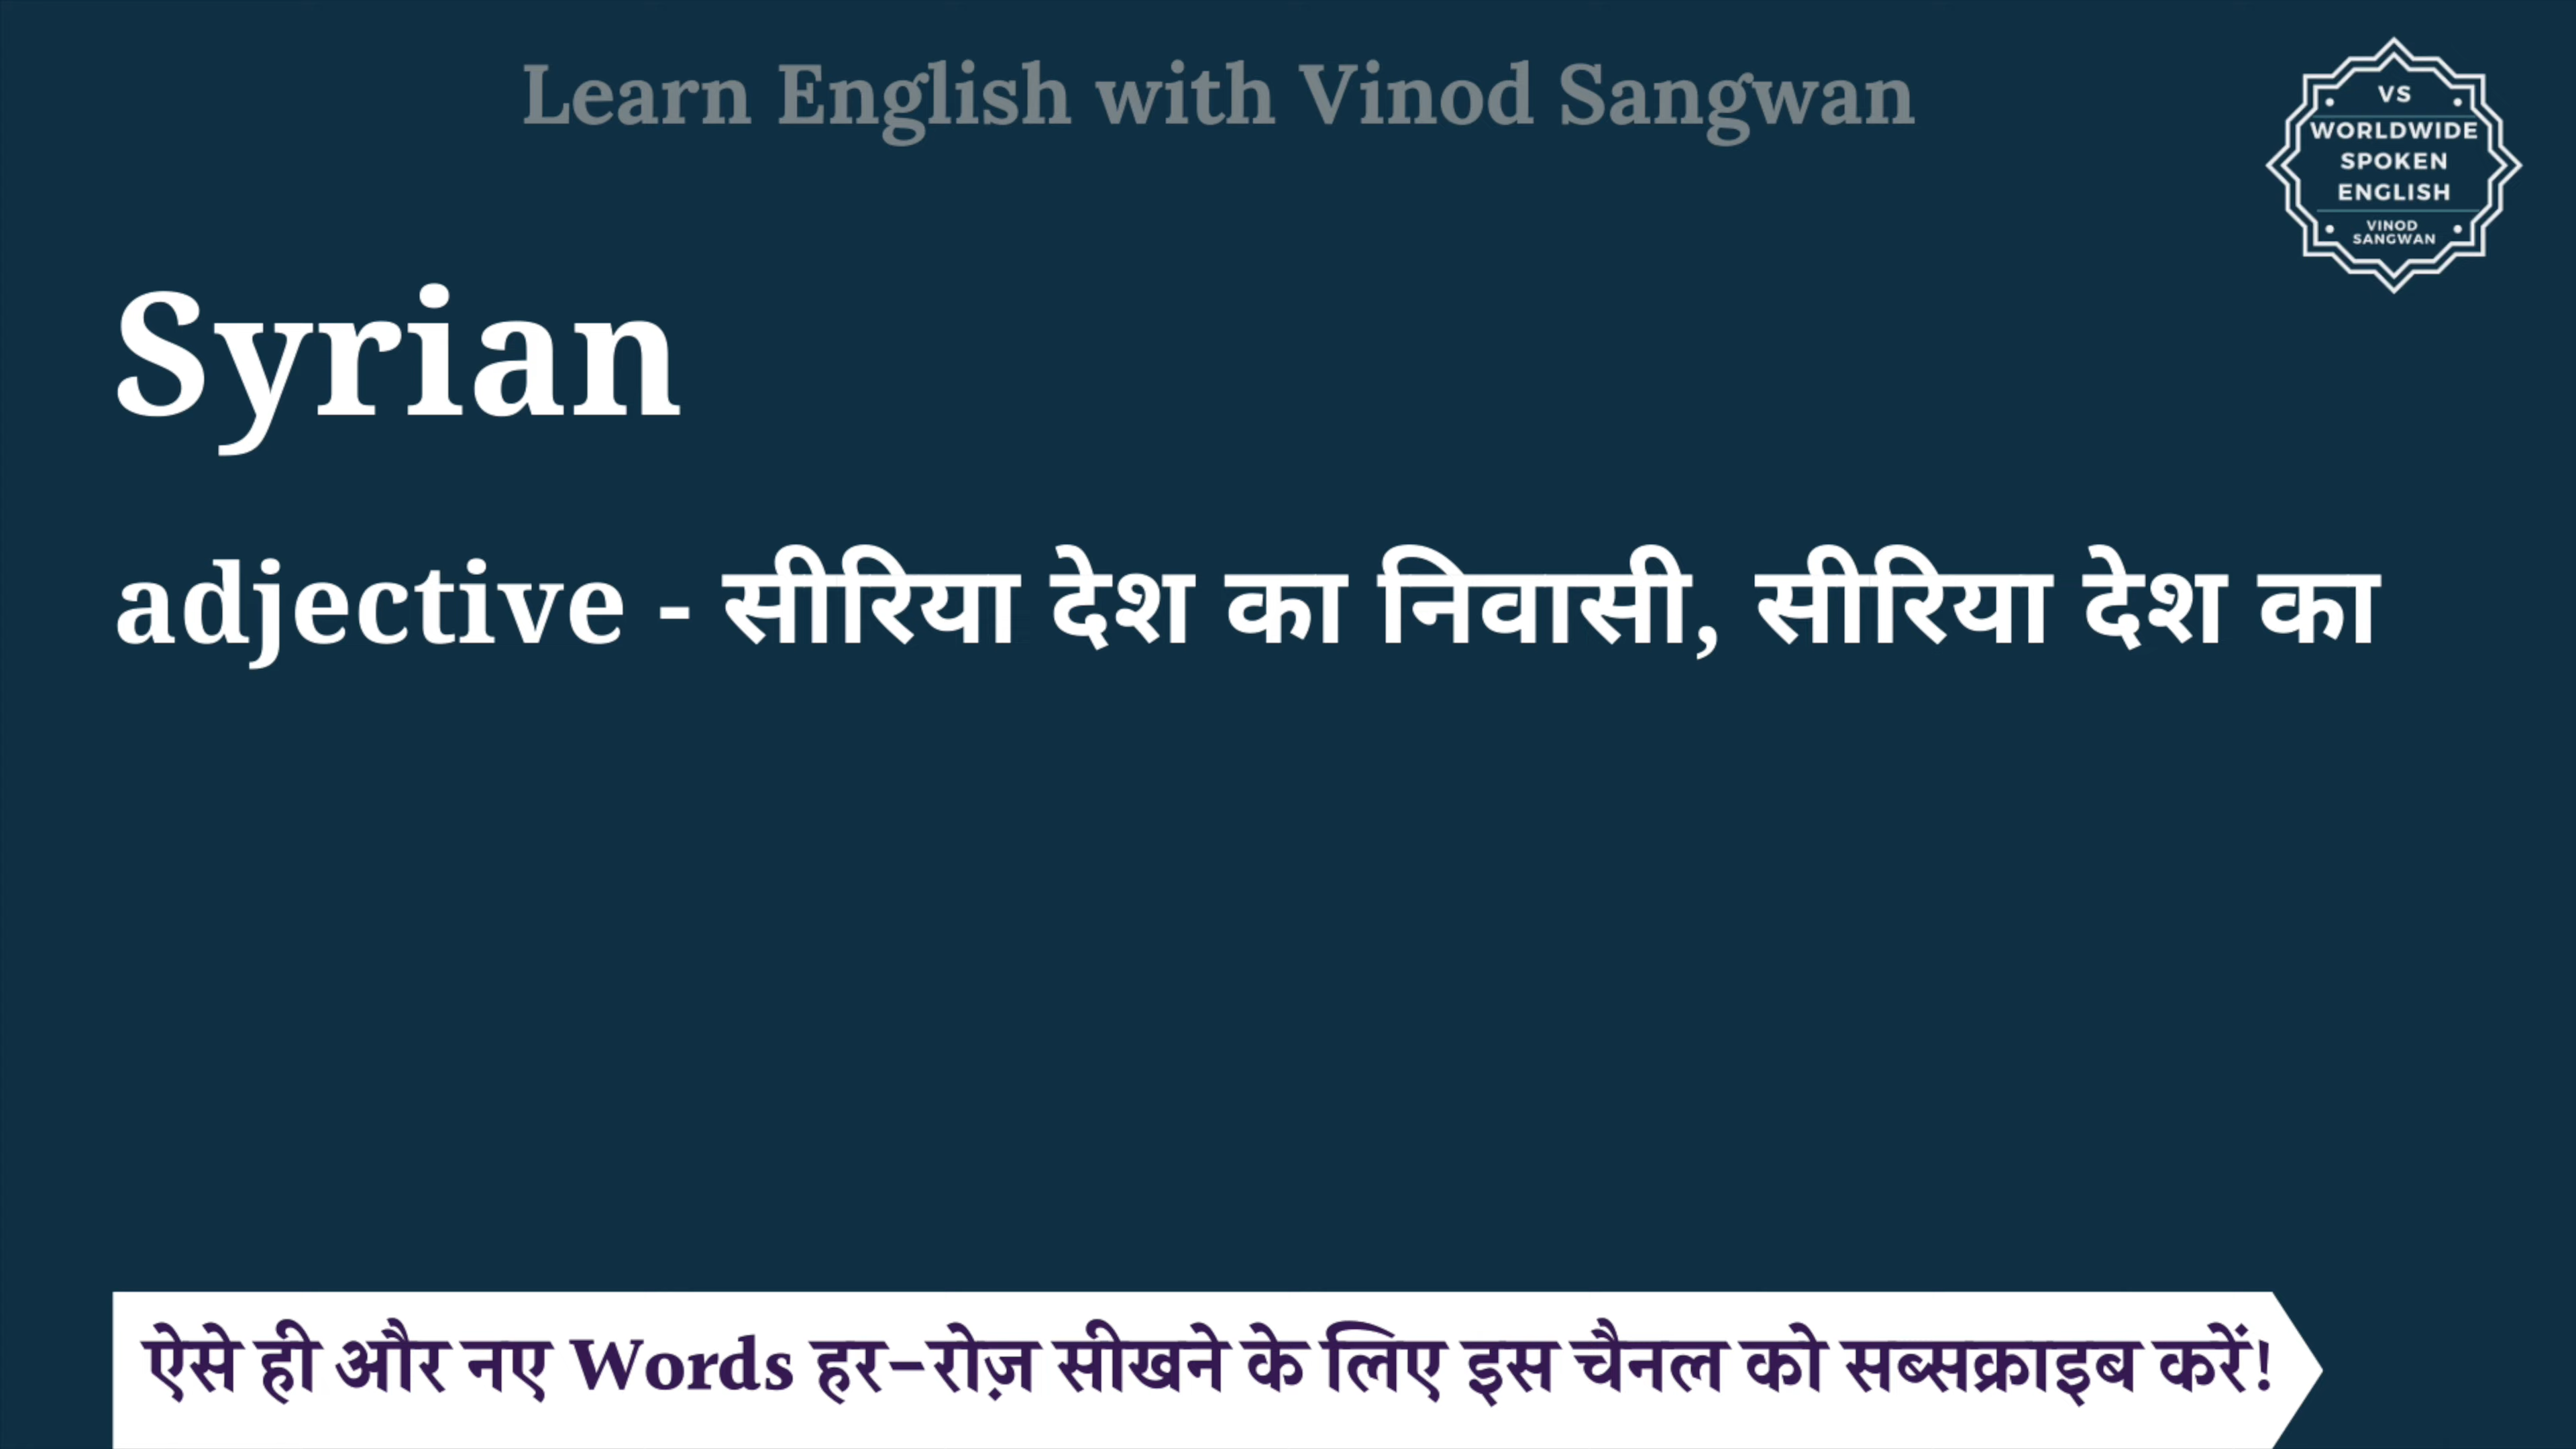 Learn English with Vinod Sangwan
VS
WORLDWIDE
SPOKEN
ENGLISH
VINOD
SANGWAN
Syrian
adjective - सीरिया देश का निवासी, सीरिया देश का
ऐसे ही और नए Words हर-रोज़ सीखने के लिए इस चैनल को सब्सक्राइब करें!